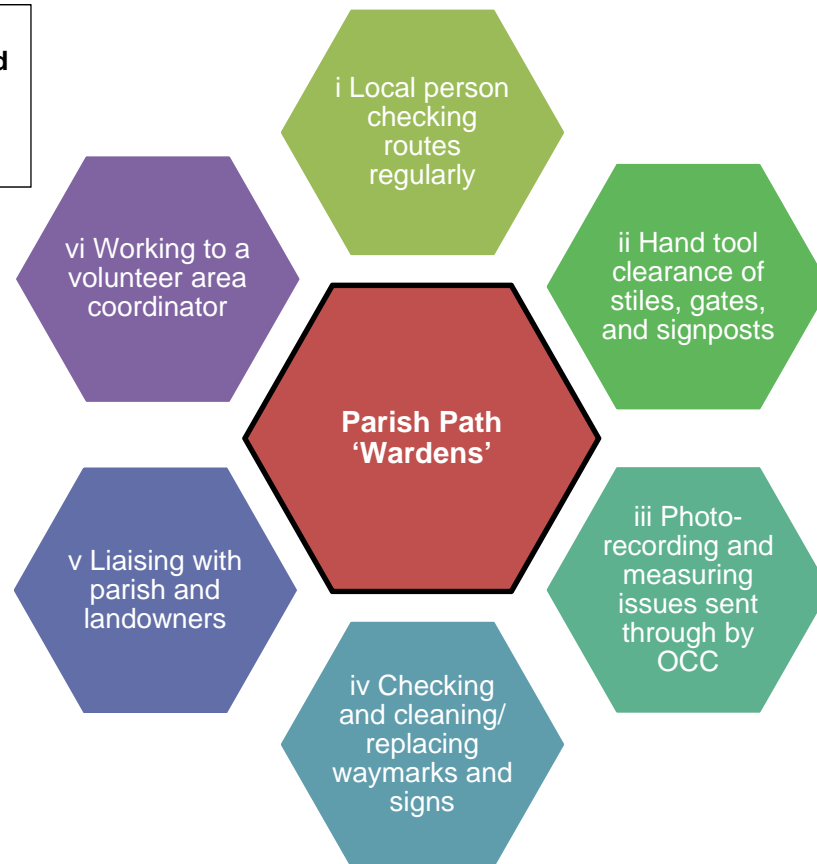 i Local person
checking
routes
regularly
ii Hand tool
clearance of
stiles, gates,
and signposts
iii Photo-
recording and
measuring
issues sent
through by
OCC
iv Checking
and cleaning/
replacing
waymarks and
signs
v Liaising with
parish and
landowners
vi Working to a
volunteer area
coordinator
Parish Path
‘Wardens’